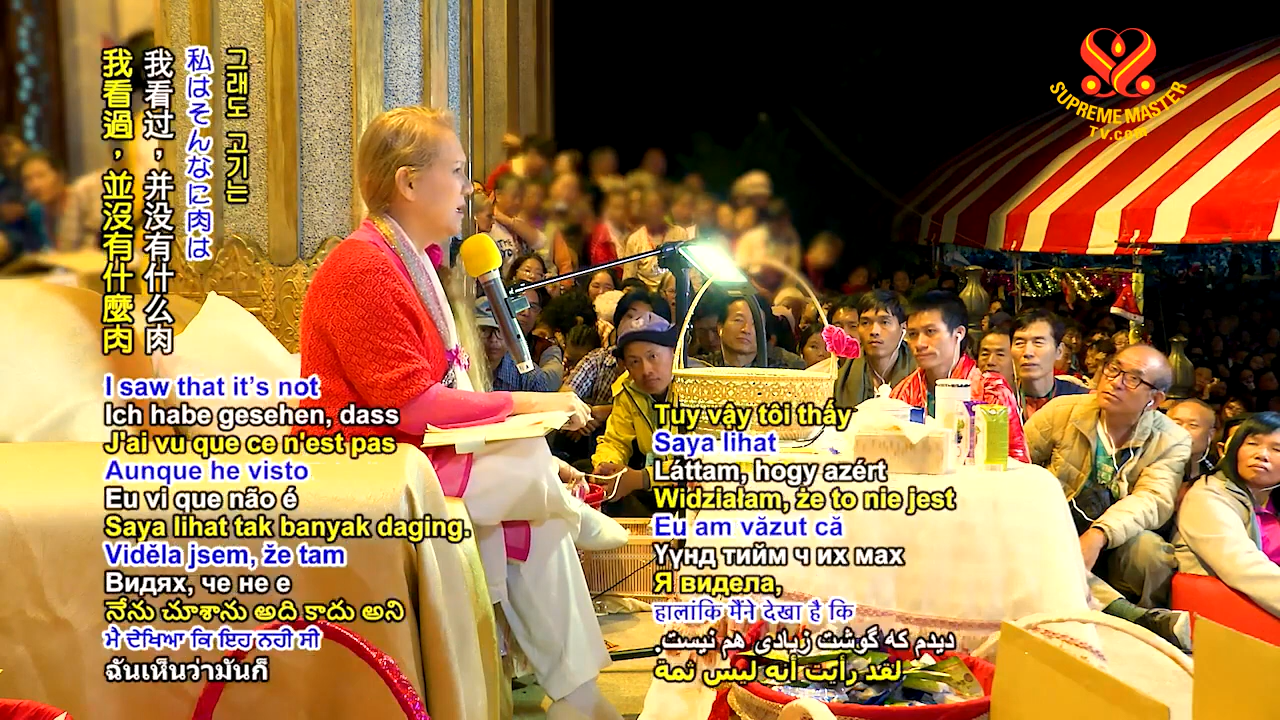 그래도 고기는
私はそんなに肉は
我看过，并没有什么肉
我看過，並沒有什麼肉
SUPREME MASTER
TV.com
I saw that it's not
Ich habe gesehen, dass
J'ai vu que ce n'est pas
Aunque he visto
Eu vi que não é
Saya lihat tak banyak daging.
Viděla jsem, že tam
Видях, че не е
నేను చూశాను అది కాదు అని
ਮੈਂ ਦੇਖਿਆ ਕਿ ਇਹ ਨਹੀਂ ਸੀ
ฉันเห็นว่ามันก็
Tuy vậy tôi thấy
Saya lihat
Láttam, hogy azért
Widziałam, że to nie jest
Eu am văzut că
Үүнд тийм ч их мах
Я видела,
हालांकि मैंने देखा है कि
دیدم که گوشت زیادی هم نیست.
لقد رأيت أنه ليس ثمة